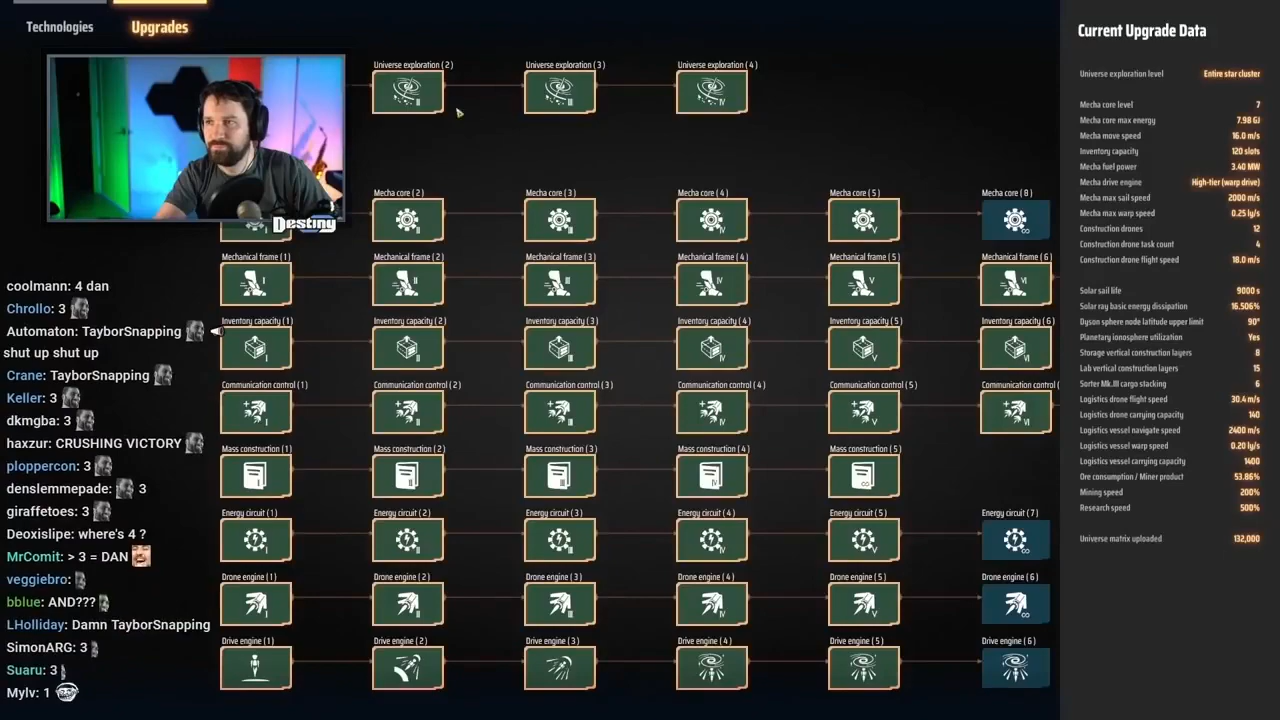 Technologies
Upgrades
Universe exploration (2)
Universe exploration (3)
Universe exploration (4)
Destiny
Mecha core (2)
Mecha core (3)
Mecha core (4)
Mecha core (5)
Mecha core (8)
Mechanical frame (1)
Mechanical frame (2)
Mechanical frame (3)
Mechanical frame (4)
Mechanical frame (5)
Mechanical frame (6)
Inventory capacity (1)
Inventory capacity (2)
Inventory capacity (3)
Inventory capacity (4)
Inventory capacity (5)
Inventory capacity (6)
Communication control (1)
Communication control (2)
Communication control (3)
Communication control (4)
Communication control (5)
Communication control (
Mass construction (1)
Mass construction (2)
Mass construction (3)
Mass construction (4)
Mass construction (5)
Energy circuit (1)
Energy circuit (2)
Energy circuit (3)
Energy circuit (4)
Energy circuit (5)
Energy circuit (7)
Drone engine (1)
Drone engine (2)
Drone engine (3)
Drone engine (4)
Drone engine (5)
Drone engine (6)
Drive engine (1)
Drive engine (2)
Drive engine (3)
Drive engine (4)
Drive engine (5)
Drive engine (6)
coolmann: 4 dan
Chrollo: 3
Automaton: TayborSnapping
shut up shut up
Crane: TayborSnapping
Keller: 3
dkmgba: 3
haxzur: CRUSHING VICTORY
ploppercon: 3
denslemmepade: 3
giraffetoes: 3
Deoxislipe: where's 4 ?
MrComit: > 3 = DAN
veggiebro:
bblue: AND???
LHolliday: Damn TayborSnapping
SimonARG: 3
Suaru: 3
Mylv: 1
Current Upgrade Data
Universe exploration level Entire star cluster
Mecha core level 7
Mecha core max energy 7.98 GJ
Mecha move speed 16.0 m/s
Inventory capacity 120 slots
Mecha fuel power 3.40 MW
Mecha drive engine High-tier (warp drive)
Mecha max sail speed 2000 m/s
Mecha max warp speed 0.25 ly/s
Construction drones 12
Construction drone task count 4
Construction drone flight speed 18.0 m/s
Solar sail life 9000 s
Solar ray basic energy dissipation 16.506%
Dyson sphere node latitude upper limit 90°
Planetary ionosphere utilization Yes
Storage vertical construction layers 8
Lab vertical construction layers 15
Sorter Mk.III cargo stacking 6
Logistics drone flight speed 30.4 m/s
Logistics drone carrying capacity 140
Logistics vessel navigate speed 2400 m/s
Logistics vessel warp speed 0.20 ly/s
Logistics vessel carrying capacity 1400
Ore consumption / Miner product 53.86%
Mining speed 200%
Research speed 500%
Universe matrix uploaded 132,000